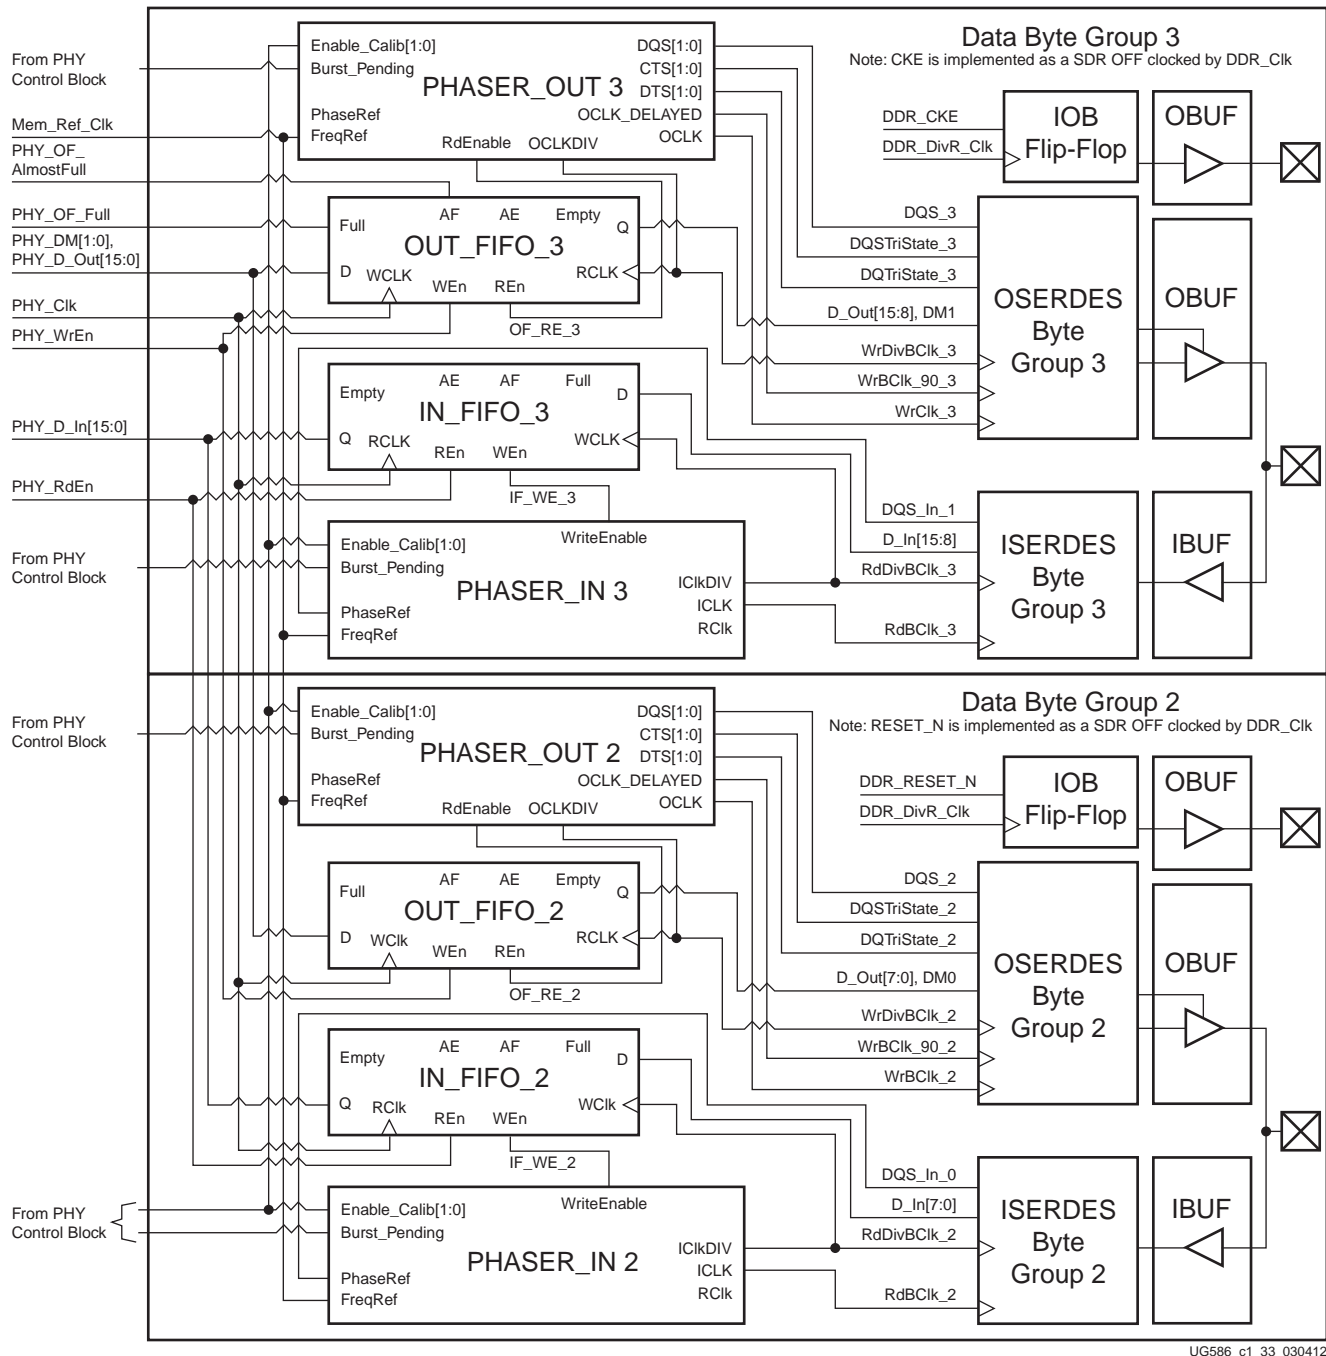 Data Byte Group 3
Note: CKE is implemented as a SDR OFF clocked by DDR_Clk
From PHY
Control Block
Mem_Ref_Clk
PHY_OF_
AlmostFull
PHY_OF_Full
PHY_DM[1:0],
PHY_D_Out[15:0]
PHY_Clk
PHY_WrEn
PHY_D_In[15:0]
PHY_RdEn
From PHY
Control Block
Enable_Calib[1:0]
Burst_Pending
PHASER_OUT 3
PhaseRef
FreqRef
RdEnable
OCLKDIV
DQS[1:0]
CTS[1:0]
DTS[1:0]
OCLK_DELAYED
OCLK
Full
AF
AE
Empty
Q
OUT_FIFO_3
D
WCLK
WEn
REn
RCLK
OF_RE_3
Empty
AE
AF
Full
D
IN_FIFO_3
Q
RCLK
REn
WEn
WCLK
IF_WE_3
Enable_Calib[1:0]
Burst_Pending
WriteEnable
PHASER_IN 3
PhaseRef
FreqRef
IClkDIV
ICLK
RClk
DDR_CKE
DDR_DivR_Clk
IOB
Flip-Flop
OBUF
DQS_3
DQSTriState_3
DQTriState_3
D_Out[15:8], DM1
WrDivBClk_3
WrBClk_90_3
WrClk_3
OSERDES
Byte
Group 3
OBUF
DQS_In_1
D_In[15:8]
RdDivBClk_3
RdBClk_3
ISERDES
Byte
Group 3
IBUF
Data Byte Group 2
Note: RESET_N is implemented as a SDR OFF clocked by DDR_Clk
From PHY
Control Block
Enable_Calib[1:0]
Burst_Pending
PHASER_OUT 2
PhaseRef
FreqRef
RdEnable
OCLKDIV
DQS[1:0]
CTS[1:0]
DTS[1:0]
OCLK_DELAYED
OCLK
Full
AF
AE
Empty
Q
OUT_FIFO_2
D
WClk
WEn
REn
RCLK
OF_RE_2
Empty
AE
AF
Full
D
IN_FIFO_2
Q
RClk
REn
WEn
WClk
IF_WE_2
From PHY
Control Block
Enable_Calib[1:0]
Burst_Pending
WriteEnable
PHASER_IN 2
PhaseRef
FreqRef
IClkDIV
ICLK
RClk
DDR_RESET_N
DDR_DivR_Clk
IOB
Flip-Flop
OBUF
DQS_2
DQSTriState_2
DQTriState_2
D_Out[7:0], DM0
WrDivBClk_2
WrBClk_90_2
WrBClk_2
OSERDES
Byte
Group 2
OBUF
DQS_In_0
D_In[7:0]
RdDivBClk_2
RdBClk_2
ISERDES
Byte
Group 2
IBUF
UG586_c1_33_030412